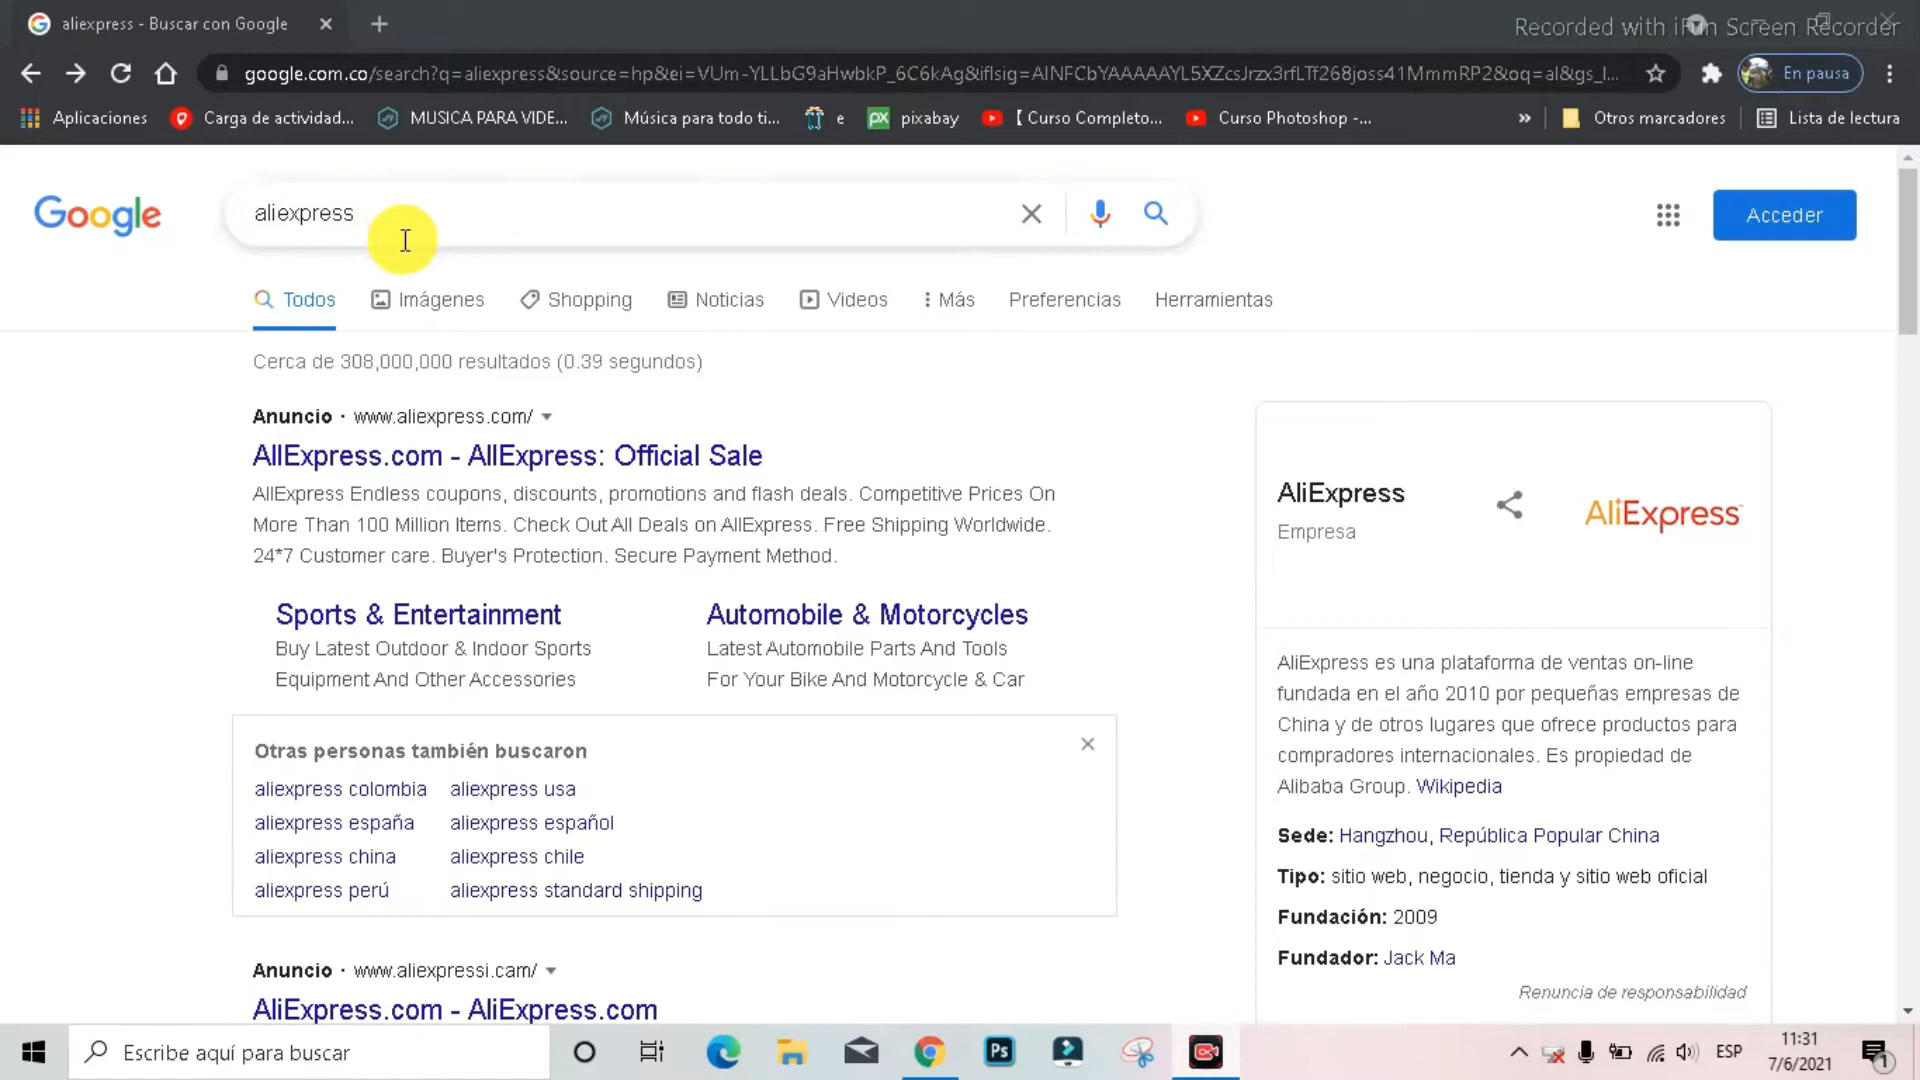 aliexpress - Buscar con Google
Recorded with iFun Screen Recorder
google.com.co/search?q=aliexpress&source=hp&ei=VUm-YLLbG9aHwbkP_6C6kAg&iflsig=AINFCbYAAAAAYL5XZcsJrzx3rfLTf268joss41MmmRP2&oq=al&gs_l...
En pausa
Aplicaciones
Carga de actividad...
MUSICA PARA VIDE...
Música para todo ti...
e
pixabay
【 Curso Completo...
Curso Photoshop -...
»
Otros marcadores
Lista de lectura
Google
aliexpress
Acceder
Todos
Imágenes
Shopping
Noticias
Videos
Más
Preferencias
Herramientas
Cerca de 308,000,000 resultados (0.39 segundos)
Anuncio · www.aliexpress.com/
AllExpress.com - AllExpress: Official Sale
AllExpress Endless coupons, discounts, promotions and flash deals. Competitive Prices On
More Than 100 Million Items. Check Out All Deals on AllExpress. Free Shipping Worldwide.
24*7 Customer care. Buyer's Protection. Secure Payment Method.
Sports & Entertainment
Buy Latest Outdoor & Indoor Sports
Equipment And Other Accessories
Automobile & Motorcycles
Latest Automobile Parts And Tools
For Your Bike And Motorcycle & Car
Otras personas también buscaron
aliexpress colombia
aliexpress usa
aliexpress españa
aliexpress español
aliexpress china
aliexpress chile
aliexpress perú
aliexpress standard shipping
Anuncio · www.aliexpressi.cam/
AliExpress.com - AliExpress.com
AliExpress
Empresa
AliExpress
AliExpress es una plataforma de ventas on-line
fundada en el año 2010 por pequeñas empresas de
China y de otros lugares que ofrece productos para
compradores internacionales. Es propiedad de
Alibaba Group. Wikipedia
Sede: Hangzhou, República Popular China
Tipo: sitio web, negocio, tienda y sitio web oficial
Fundación: 2009
Fundador: Jack Ma
Renuncia de responsabilidad
Escribe aquí para buscar
Ps
ESP
11:31
7/6/2021
1